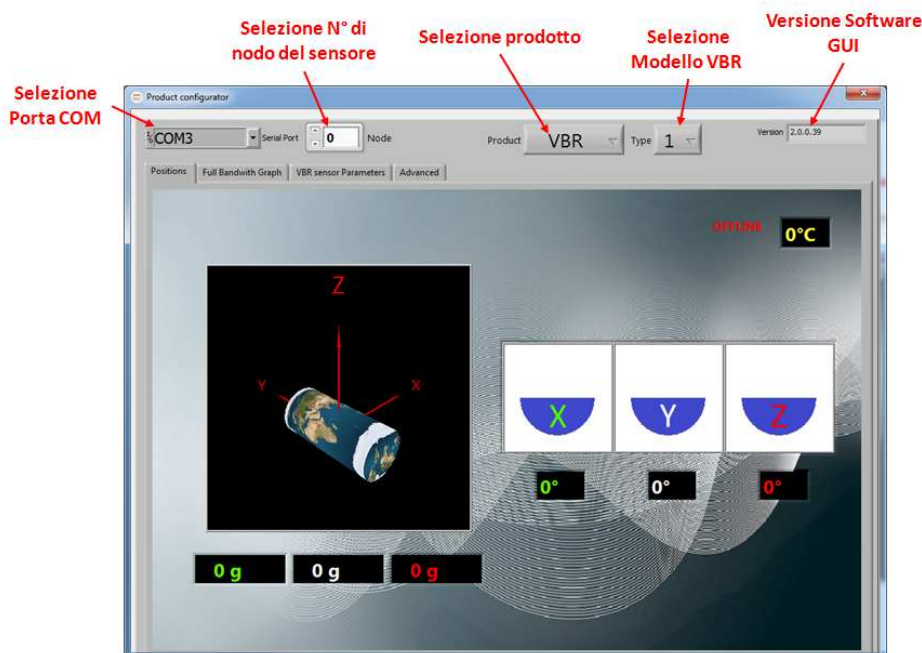 Selezione N° di
nodo del sensore
Selezione prodotto
Selezione
Modello VBR
Versione Software
GUI
Selezione
Porta COM
Product configurator
COM3
Serial Port
0
Node
Product
VBR
Type
1
Version
2.0.0.39
Positions
Full Bandwith Graph
VBR sensor Parameters
Advanced
OFFLINE
0°C
Z
Y
X
X
Y
Z
0°
0°
0°
0 g
0 g
0 g